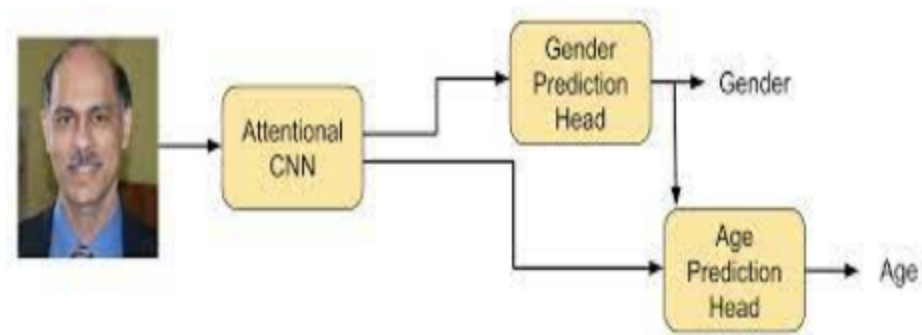 Attentional
CNN
Gender
Prediction
Head
Gender
Age
Prediction
Head
Age